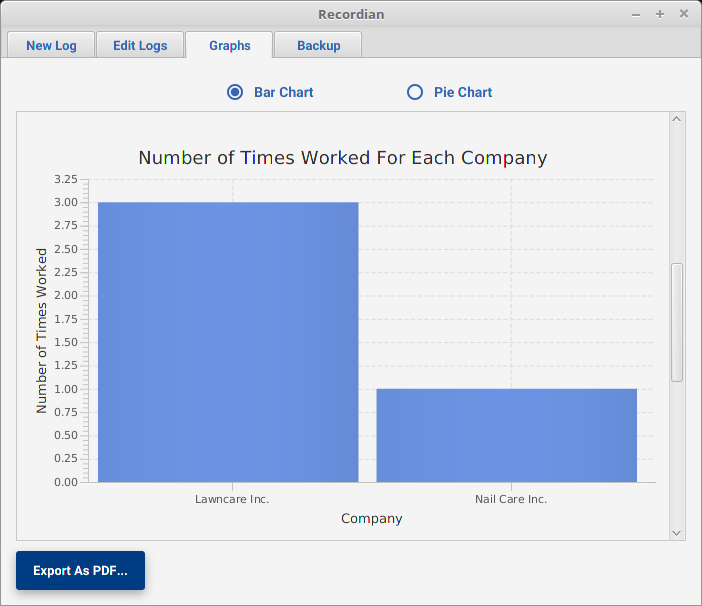 Recordian
New Log Edit Logs Graphs Backup
Bar Chart Pie Chart
Number of Times Worked For Each Company
Number of Times Worked
3.25
3.00
2.75
2.50
2.25
2.00
1.75
1.50
1.25
1.00
0.75
0.50
0.25
0.00
Lawncare Inc. Nail Care Inc.
Company
Export As PDF...